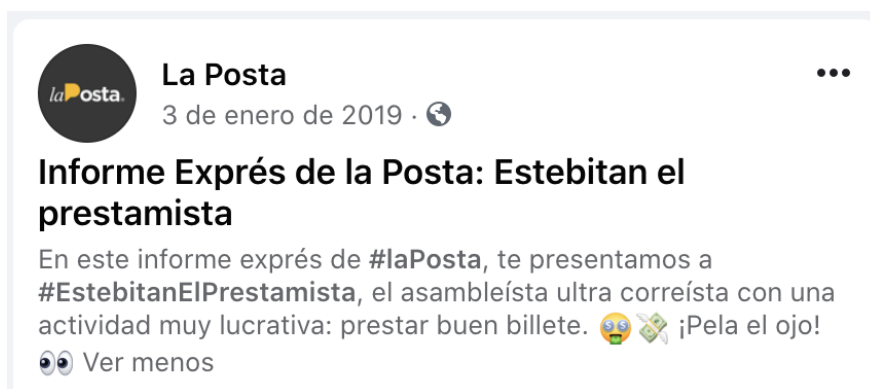 laPosta.
La Posta
3 de enero de 2019 ·
Informe Exprés de la Posta: Estebitan el
prestamista
En este informe exprés de #laPosta, te presentamos a
#EstebitanElPrestamista, el asambleísta ultra correísta con una
actividad muy lucrativa: prestar buen billete. 🤑💸 ¡Pela el ojo!
👀 Ver menos